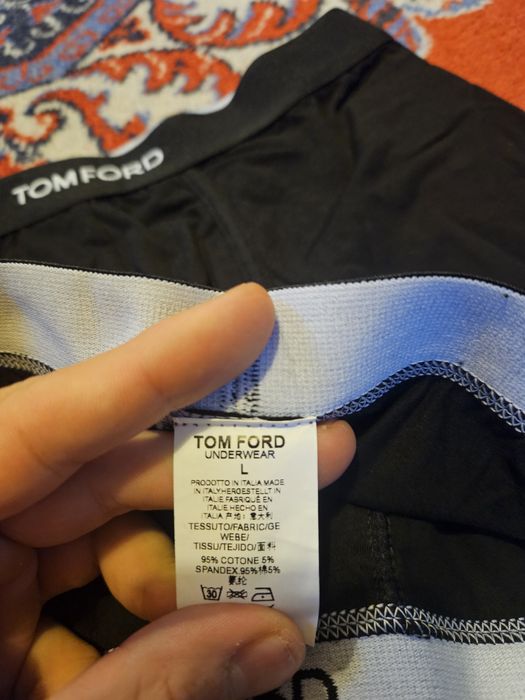 TOM FORD
TOM FORD
UNDERWEAR
L
PRODOTTO IN ITALIA MADE
IN ITALYHERGESTELLT IN
ITALIE FABRIQUÉ EN
ITALIE HECHO EN
ITALIA 产地: 意大利
TESSUTO/FABRIC/GE
WEBE/
TISSU/TEJIDO/面料
95% COTONE 5%
SPANDEX 95%棉5%
氨纶
30